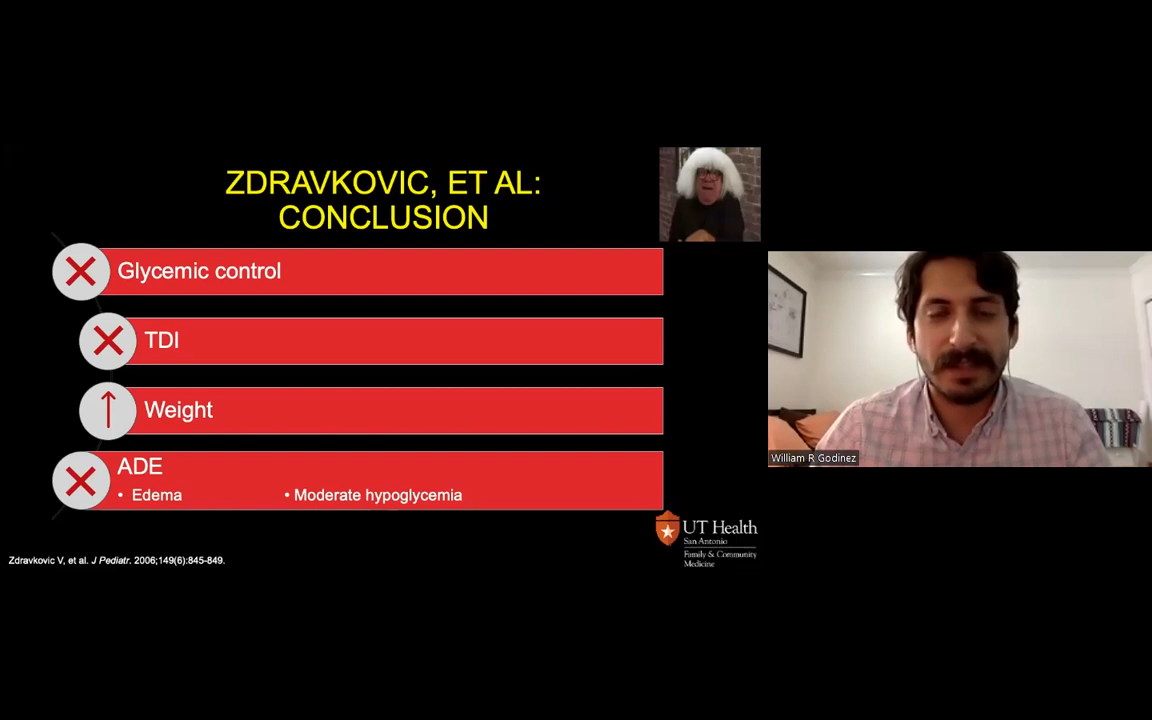 ZDRAVKOVIC, ET AL:
CONCLUSION
Glycemic control
TDI
Weight
ADE
• Edema • Moderate hypoglycemia
William R Godinez
UT Health
San Antonio
Family & Community
Medicine
Zdravkovic V, et al. J Pediatr. 2006;149(6):845-849.